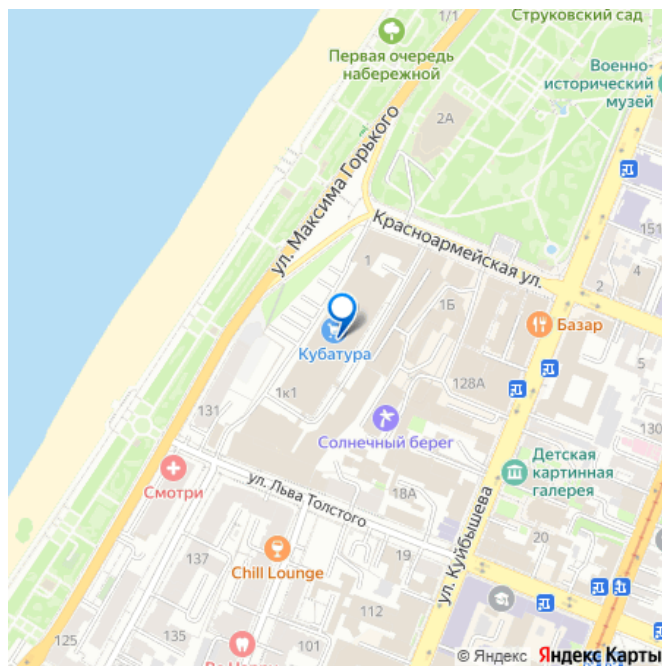 1/1
Струковский сад
Первая очередь
набережной
Военно-
исторический
музей
2А
ул. Максима Горького
Красноармейская ул.
151
4
2
1
1Б
Базар
Кубатура
5
128А
1к1
131
Солнечный берег
130
Смотри
ул. Льва Толстого
18А
ул. Куйбышева
Детская
картинная
галерея
137
Chill Lounge
19
20
112
125
135
101
© Яндекс Яндекс Карты